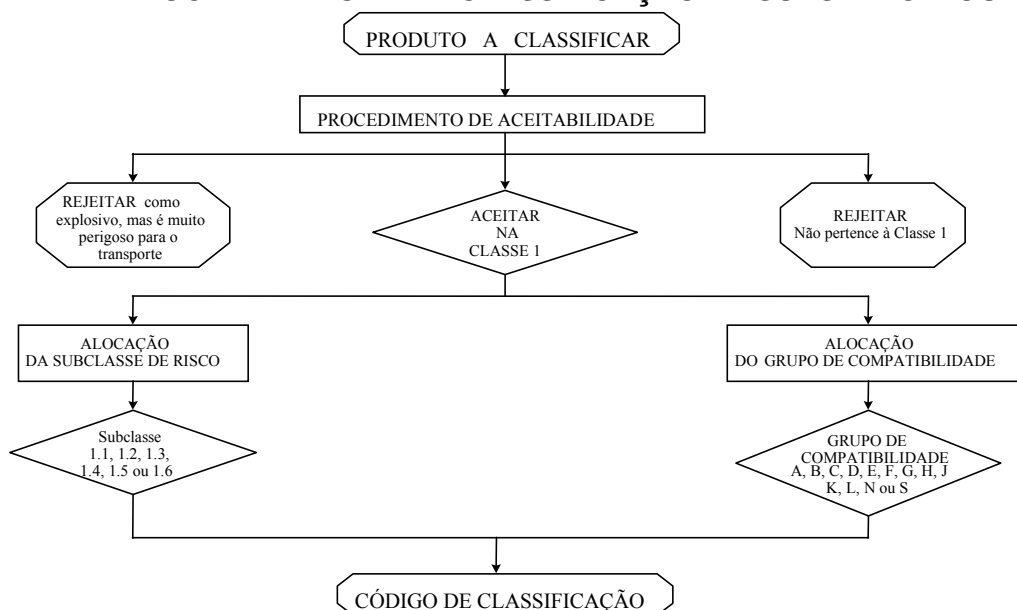 PRODUTO A CLASSIFICAR
PROCEDIMENTO DE ACEITABILIDADE
REJEITAR como
explosivo, mas é muito
perigoso para o
transporte
ACEITAR
NA
CLASSE 1
REJEITAR
Não pertence à Classe 1
ALOCAÇÃO
DA SUBCLASSE DE RISCO
ALOCAÇÃO
DO GRUPO DE COMPATIBILIDADE
Subclasse
1.1, 1.2, 1.3,
1.4, 1.5 ou 1.6
GRUPO DE
COMPATIBILIDADE
A, B, C, D, E, F, G, H, J
K, L, N ou S
CÓDIGO DE CLASSIFICAÇÃO